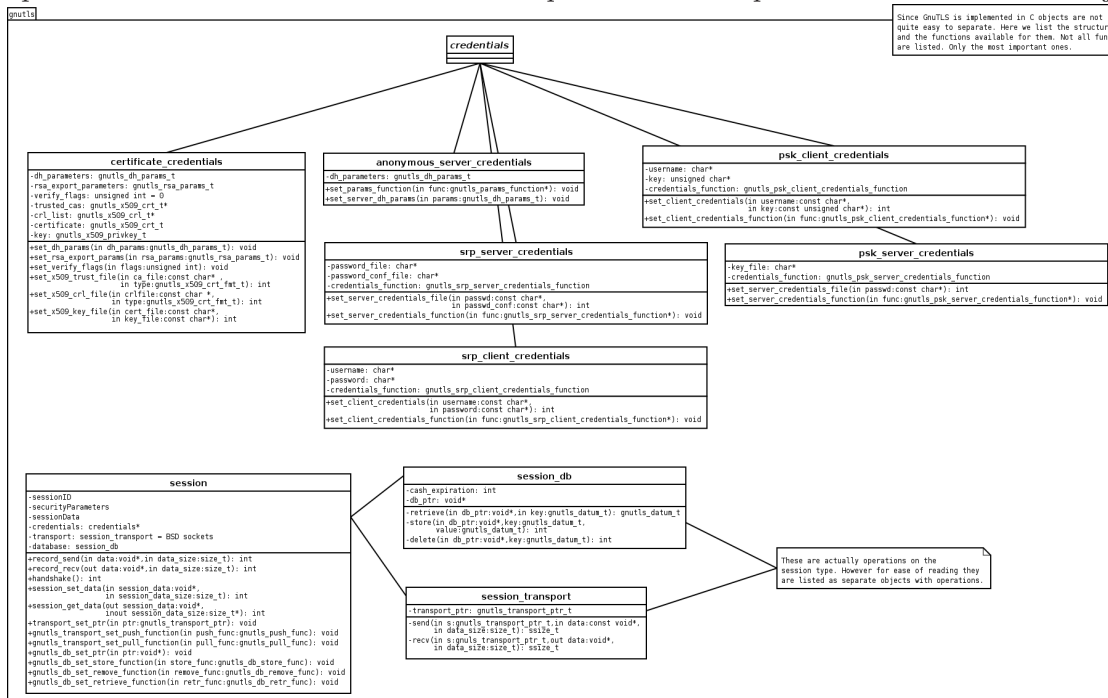 gnutls
Since GnuTLS is implemented in C objects are not
quite easy to separate. Here we list the structur
and the functions available for them. Not all fun
are listed. Only the most important ones.
credentials
certificate_credentials
-dh_parameters: gnutls_dh_params_t
-rsa_export_parameters: gnutls_rsa_params_t
-verify_flags: unsigned int = 0
-trusted_cas: gnutls_x509_crt_t*
-crl_list: gnutls_x509_crl_t*
-certificate: gnutls_x509_crt_t
-key: gnutls_x509_privkey_t
+set_dh_params(in dh_params:gnutls_dh_params_t): void
+set_rsa_export_params(in rsa_params:gnutls_rsa_params_t): void
+set_verify_flags(in flags:unsigned int): void
+set_x509_trust_file(in ca_file:const char* ,
in type:gnutls_x509_crt_fmt_t): int
+set_x509_crl_file(in crlfile:const char *,
in type:gnutls_x509_crt_fmt_t): int
+set_x509_key_file(in cert_file:const char*,
in key_file:const char*): int
anonymous_server_credentials
-dh_parameters: gnutls_dh_params_t
+set_params_function(in func:gnutls_params_function*): void
+set_server_dh_params(in params:gnutls_dh_params_t): void
psk_client_credentials
-username: char*
-key: unsigned char*
-credentials_function: gnutls_psk_client_credentials_function
+set_client_credentials(in username:const char*,
in key:const unsigned char*): int
+set_client_credentials_function(in func:gnutls_psk_client_credentials_function*): void
srp_server_credentials
-password_file: char*
-password_conf_file: char*
-credentials_function: gnutls_srp_server_credentials_function
+set_server_credentials_file(in passwd:const char*,
in passwd_conf:const char*): int
+set_server_credentials_function(in func:gnutls_srp_server_credentials_function*): void
psk_server_credentials
-key_file: char*
-credentials_function: gnutls_psk_server_credentials_function
+set_server_credentials_file(in passwd:const char*): int
+set_server_credentials_function(in func:gnutls_psk_server_credentials_function*): void
srp_client_credentials
-username: char*
-password: char*
-credentials_function: gnutls_srp_client_credentials_function
+set_client_credentials(in username:const char*,
in password:const char*): int
+set_client_credentials_function(in func:gnutls_srp_client_credentials_function*): void
session
-sessionID
-securityParameters
-sessionData
-credentials: credentials*
-transport: session_transport = BSD sockets
-database: session_db
+record_send(in data:void*,in data_size:size_t): int
+record_recv(out data:void*,in data_size:size_t): int
+handshake(): int
+session_set_data(in session_data:void*,
in session_data_size:size_t): int
+session_get_data(out session_data:void*,
inout session_data_size:size_t*): int
+transport_set_ptr(in ptr:gnutls_transport_ptr): void
+gnutls_transport_set_push_function(in push_func:gnutls_push_func): void
+gnutls_transport_set_pull_function(in pull_func:gnutls_pull_func): void
+gnutls_db_set_ptr(in ptr:void*): void
+gnutls_db_set_store_function(in store_func:gnutls_db_store_func): void
+gnutls_db_set_remove_function(in remove_func:gnutls_db_remove_func): void
+gnutls_db_set_retrieve_function(in retr_func:gnutls_db_retr_func): void
session_db
-cash_expiration: int
-db_ptr: void*
-retrieve(in db_ptr:void*,in key:gnutls_datum_t): gnutls_datum_t
-store(in db_ptr:void*,key:gnutls_datum_t,
value:gnutls_datum_t): int
-delete(in db_ptr:void*,key:gnutls_datum_t): int
session_transport
-transport_ptr: gnutls_transport_ptr_t
-send(in s:gnutls_transport_ptr_t,in data:const void*,
in data_size:size_t): ssize_t
-recv(in s:gnuls_transport_ptr_t,out data:void*,
in data_size:size_t): ssize_t
These are actually operations on the
session type. However for ease of reading they
are listed as separate objects with operations.